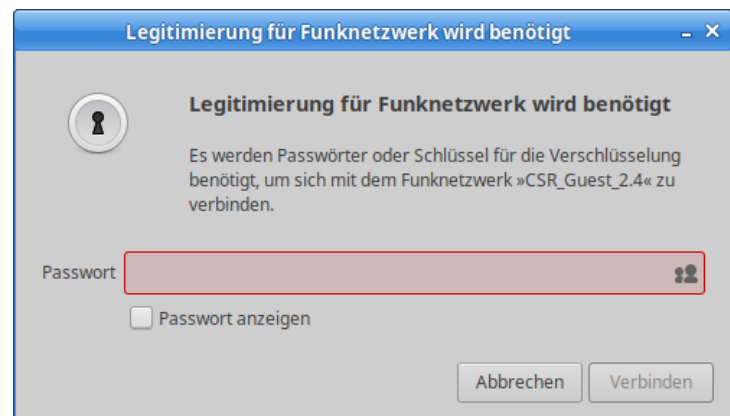 Legitimierung für Funknetzwerk wird benötigt
Legitimierung für Funknetzwerk wird benötigt
Es werden Passwörter oder Schlüssel für die Verschlüsselung
benötigt, um sich mit dem Funknetzwerk »CSR_Guest_2.4« zu
verbinden.
Passwort
Passwort anzeigen
Abbrechen Verbinden